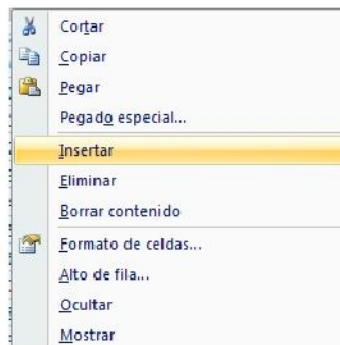 Cortar
Copiar
Pegar
Pegado especial...
Insertar
Eliminar
Borrar contenido
Formato de celdas...
Alto de fila...
Ocultar
Mostrar